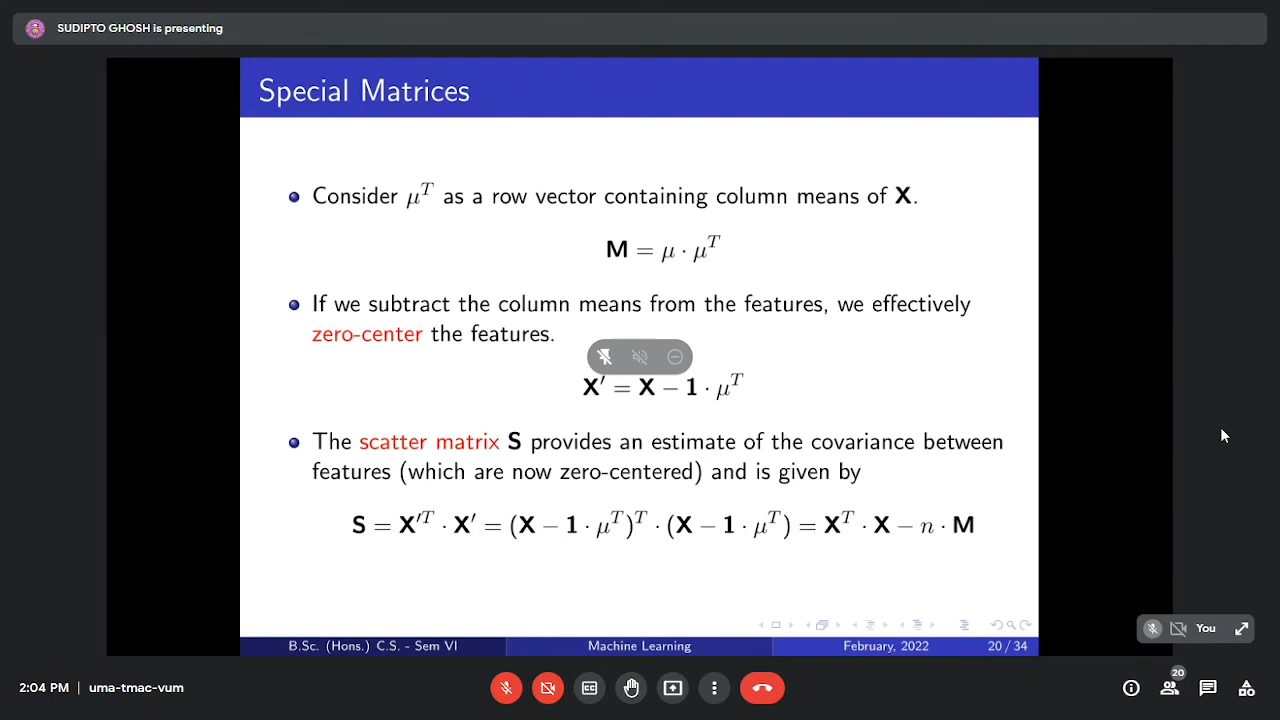 SUDIPTO GHOSH is presenting
Special Matrices
Consider μ^T as a row vector containing column means of X.
M = μ · μ^T
If we subtract the column means from the features, we effectively
zero-center the features.
X′ = X − 1 · μ^T
The scatter matrix S provides an estimate of the covariance between
features (which are now zero-centered) and is given by
S = X′^T · X′ = (X − 1 · μ^T)^T · (X − 1 · μ^T) = X^T · X − n · M
B.Sc. (Hons.) C.S. - Sem VI Machine Learning February, 2022 20 / 34
You
2:04 PM | uma-tmac-vum
CC
20